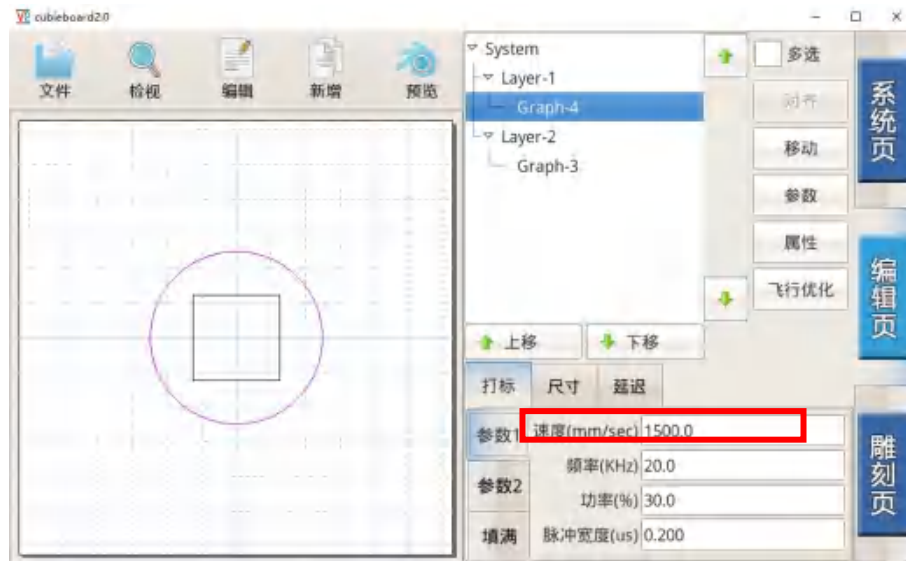 cubieboard2.0
文件 检视 编辑 新增 预览
System
Layer-1
Graph-4
Layer-2
Graph-3
多选
对齐
移动
参数
属性
飞行优化
上移 下移
打标 尺寸 延迟
参数1
参数2
填满
速度(mm/sec) 1500.0
频率(KHz) 20.0
功率(%) 30.0
脉冲宽度(us) 0.200
系统页
编辑页
雕刻页